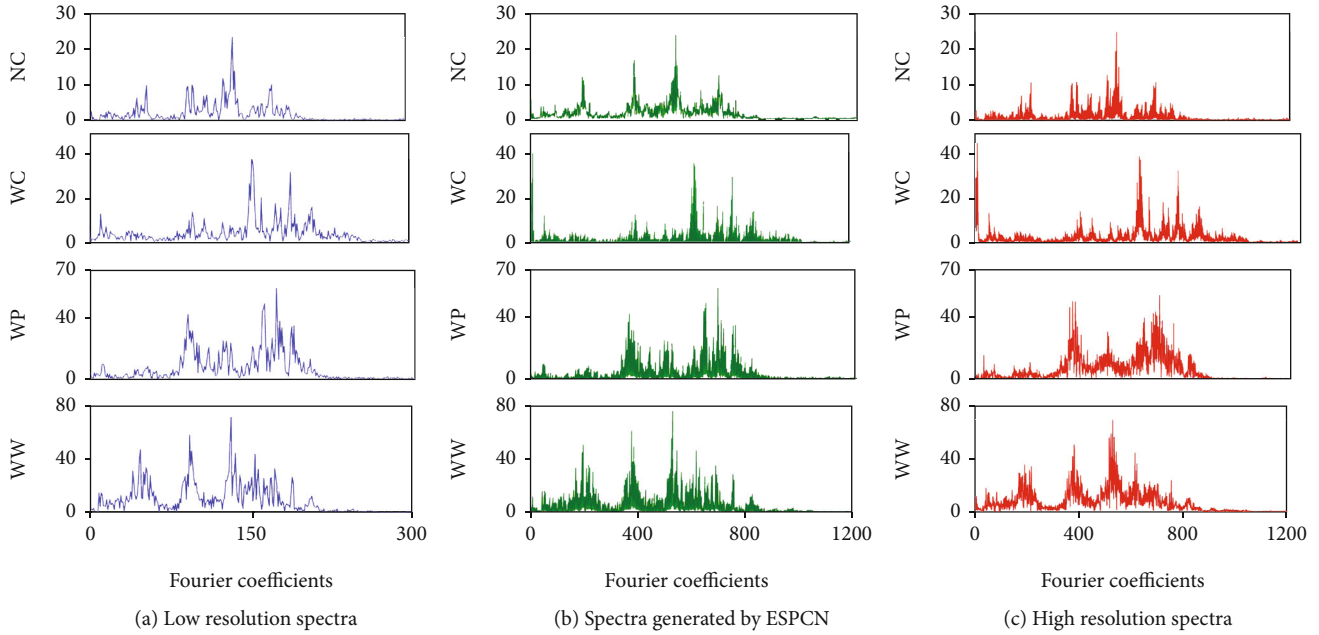 30
20
10
0
NC
40
20
0
WC
70
40
0
WP
80
40
0
WW
0 150 300
Fourier coefficients
(a) Low resolution spectra
30
20
10
0
NC
40
20
0
WC
70
40
0
WP
80
40
0
WW
0 400 800 1200
Fourier coefficients
(b) Spectra generated by ESPCN
30
20
10
0
NC
40
20
0
WC
70
40
0
WP
80
40
0
WW
0 400 800 1200
Fourier coefficients
(c) High resolution spectra